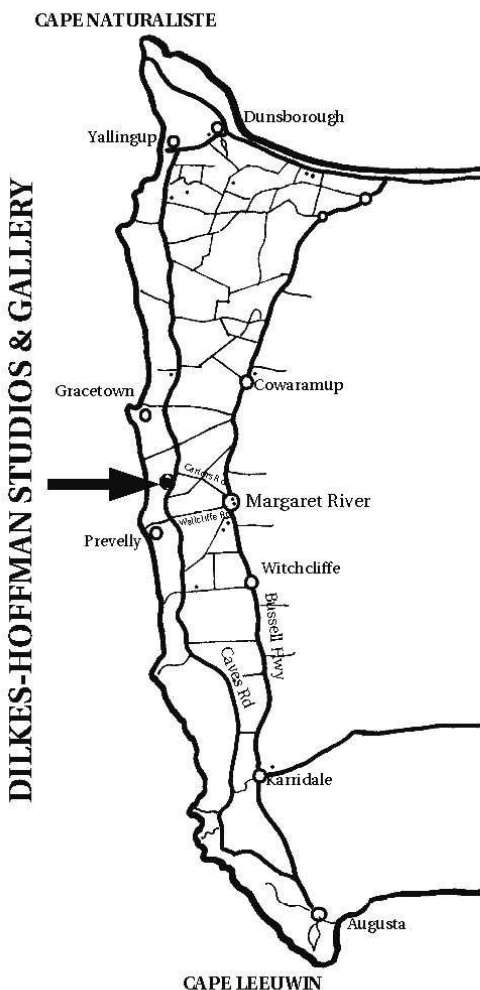 CAPE NATURALISTE
Dunsborough
Yallingup
DILKES-HOFFMAN STUDIOS & GALLERY
Cowaramup
Gracetown
Carters Rd
Margaret River
Wallcliffe Rd
Prevelly
Witchcliffe
Bussell Hwy
Caves Rd
Karridale
Augusta
CAPE LEEUWIN